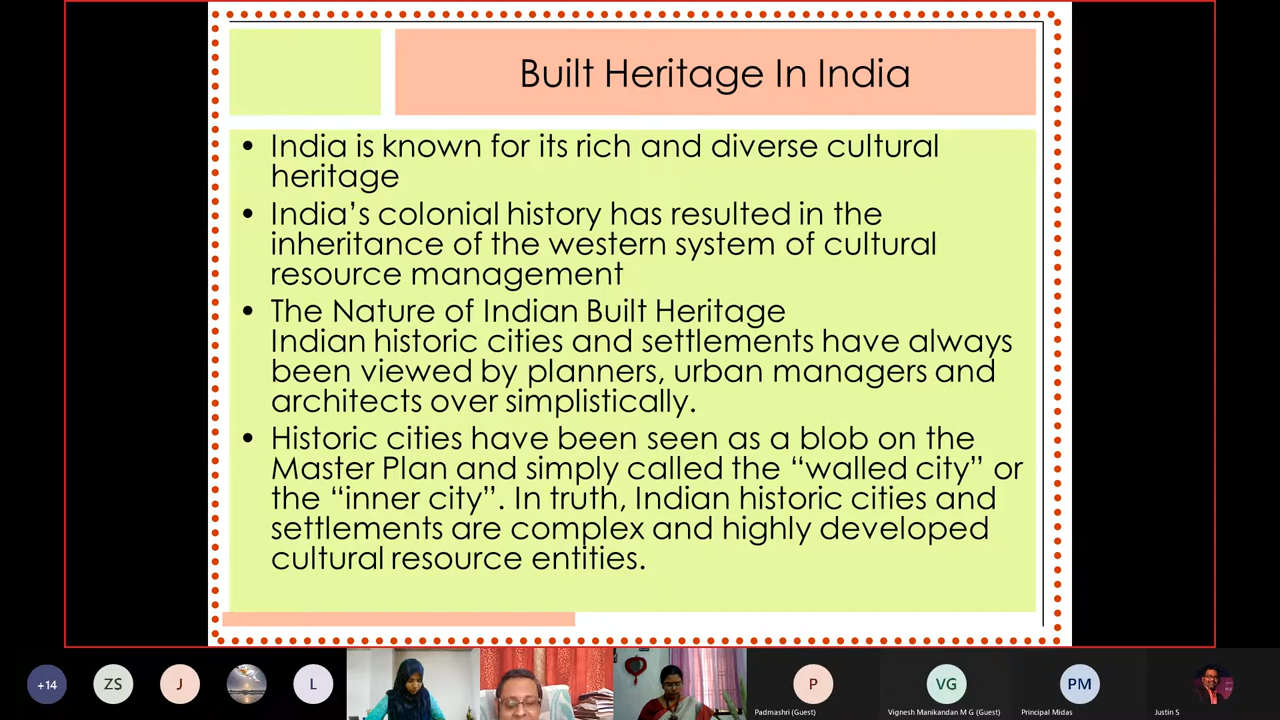 Built Heritage In India
• India is known for its rich and diverse cultural
heritage
• India’s colonial history has resulted in the
inheritance of the western system of cultural
resource management
• The Nature of Indian Built Heritage
Indian historic cities and settlements have always
been viewed by planners, urban managers and
architects over simplistically.
• Historic cities have been seen as a blob on the
Master Plan and simply called the “walled city” or
the “inner city”. In truth, Indian historic cities and
settlements are complex and highly developed
cultural resource entities.
+14 ZS J L P VG PM
Padmashri (Guest) Vignesh Manikandan M G (Guest) Principal Midas Justin S